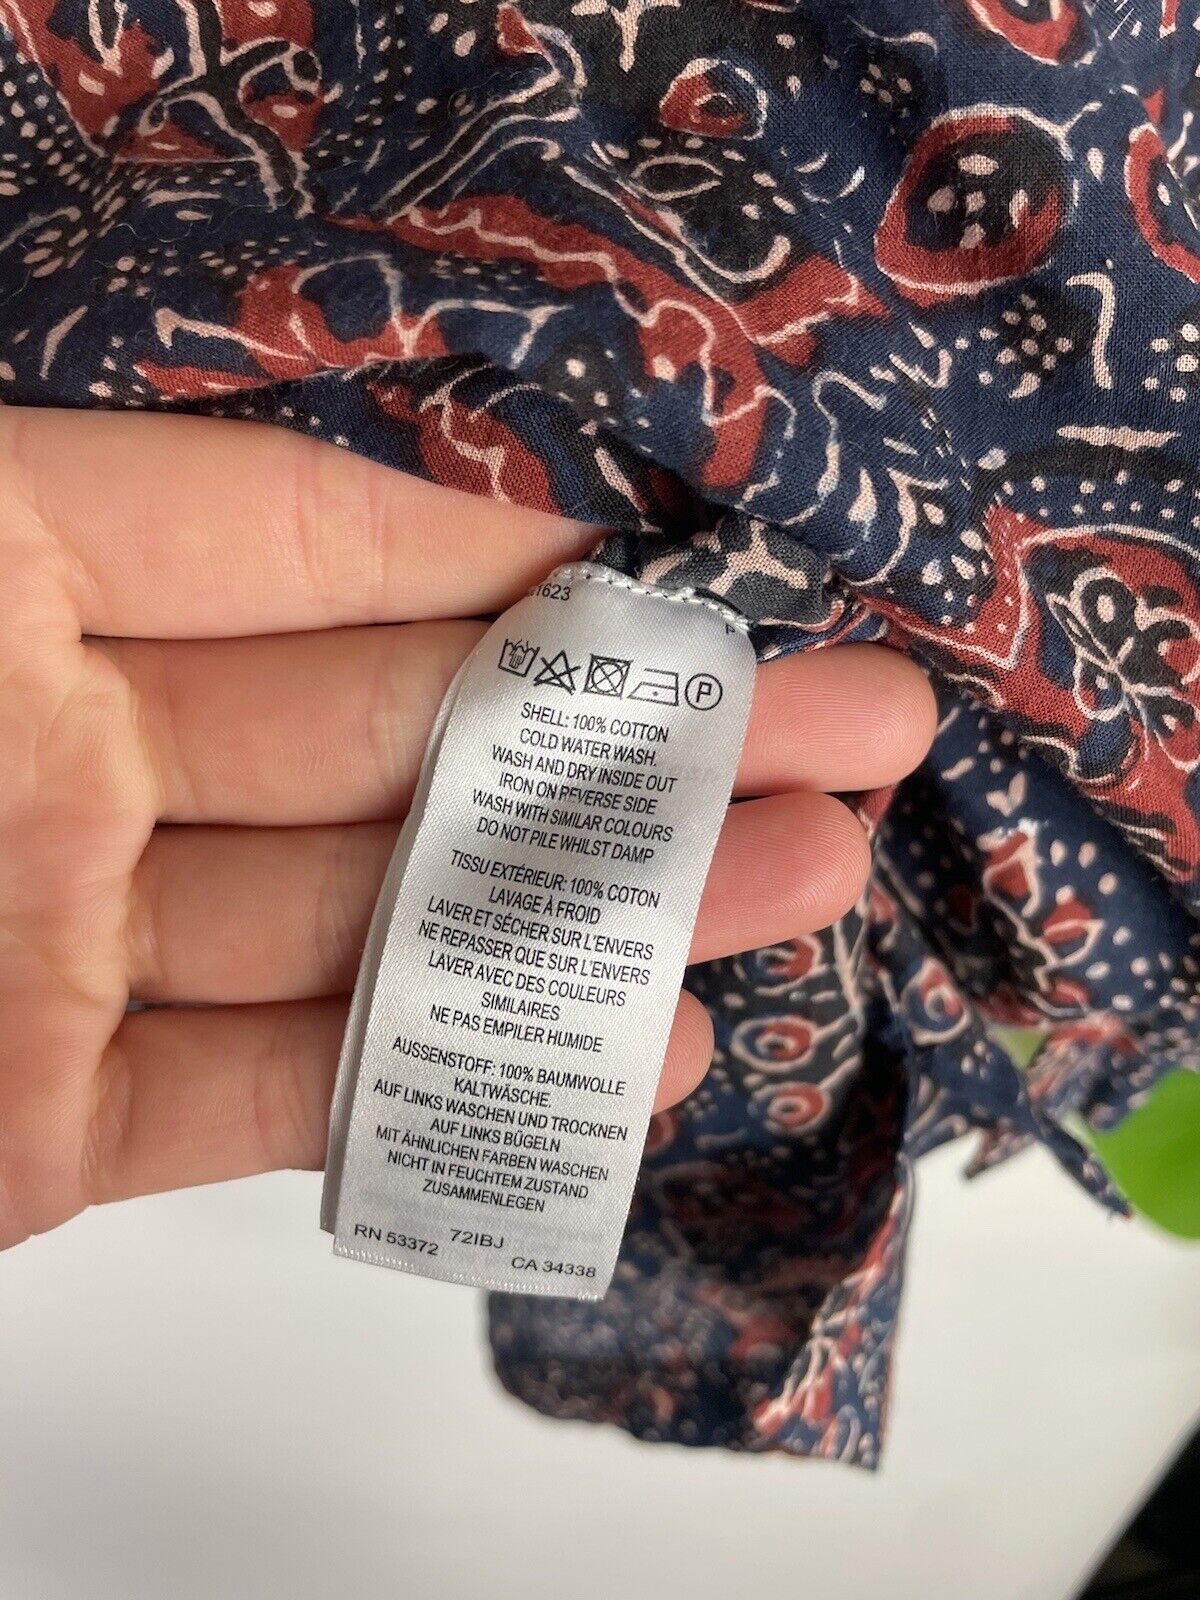 P
SHELL: 100% COTTON
COLD WATER WASH.
WASH AND DRY INSIDE OUT
IRON ON REVERSE SIDE
WASH WITH SIMILAR COLOURS
DO NOT PILE WHILST DAMP
TISSU EXTÉRIEUR: 100% COTON
LAVAGE À FROID
LAVER ET SÉCHER SUR L'ENVERS
NE REPASSER QUE SUR L'ENVERS
LAVER AVEC DES COULEURS
SIMILAIRES
NE PAS EMPILER HUMIDE
AUSSENSTOFF: 100% BAUMWOLLE
KALTWÄSCHE
AUF LINKS WASCHEN UND TROCKNEN
AUF LINKS BÜGELN
MIT ÄHNLICHEN FARBEN WASCHEN
NICHT IN FEUCHTEM ZUSTAND
ZUSAMMENLEGEN
RN 53372 72IBJ CA 34338